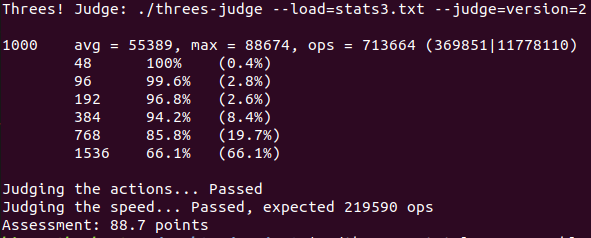 Threes! Judge: ./threes-judge --load=stats3.txt --judge=version=2
1000 avg = 55389, max = 88674, ops = 713664 (369851|11778110)
48 100% (0.4%)
96 99.6% (2.8%)
192 96.8% (2.6%)
384 94.2% (8.4%)
768 85.8% (19.7%)
1536 66.1% (66.1%)
Judging the actions... Passed
Judging the speed... Passed, expected 219590 ops
Assessment: 88.7 points